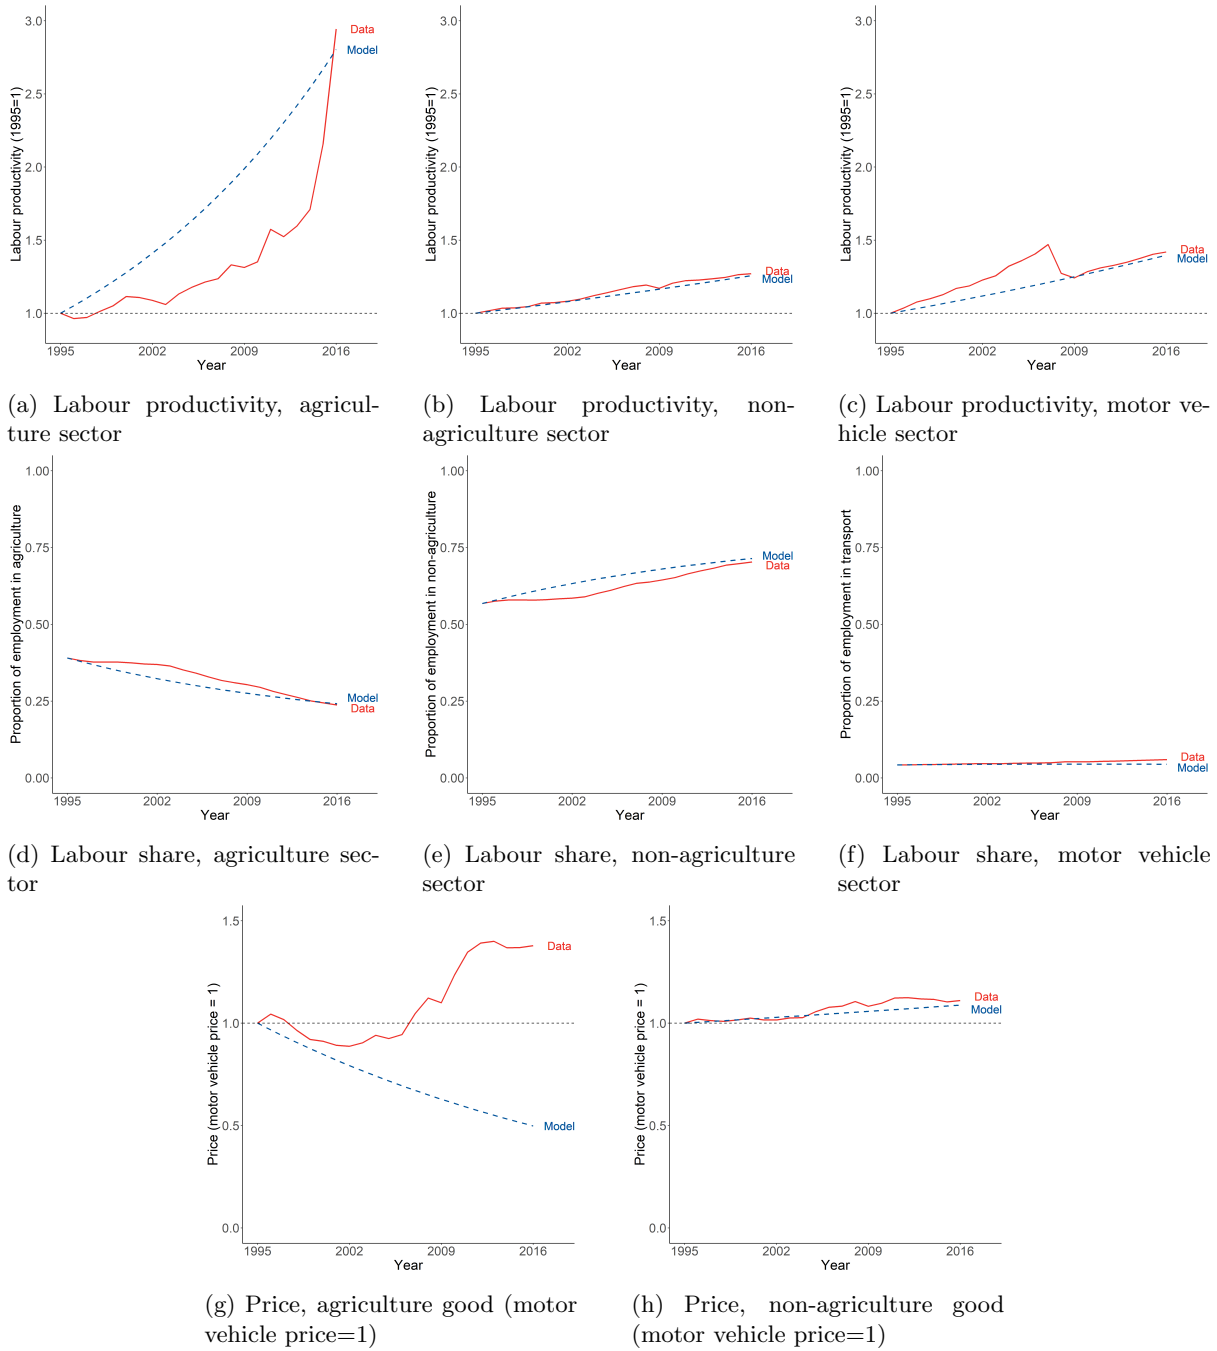 Labour productivity (1995=1)
3.0
2.5
2.0
1.5
1.0
1995 2002 2009 2016
Year
Data
Model
(a) Labour productivity, agricul-
ture sector
Labour productivity (1995=1)
3.0
2.5
2.0
1.5
1.0
1995 2002 2009 2016
Year
Data
Model
(b) Labour productivity, non-
agriculture sector
Labour productivity (1995=1)
3.0
2.5
2.0
1.5
1.0
1995 2002 2009 2016
Year
Data
Model
(c) Labour productivity, motor ve-
hicle sector
Proportion of employment in agriculture
1.00
0.75
0.50
0.25
0.00
1995 2002 2009 2016
Year
Model
Data
(d) Labour share, agriculture sec-
tor
Proportion of employment in non-agriculture
1.00
0.75
0.50
0.25
0.00
1995 2002 2009 2016
Year
Model
Data
(e) Labour share, non-agriculture
sector
Proportion of employment in transport
1.00
0.75
0.50
0.25
0.00
1995 2002 2009 2016
Year
Data
Model
(f) Labour share, motor vehicle
sector
Price (motor vehicle price = 1)
1.5
1.0
0.5
0.0
1995 2002 2009 2016
Year
Data
Model
(g) Price, agriculture good (motor
vehicle price=1)
Price (motor vehicle price = 1)
1.5
1.0
0.5
0.0
1995 2002 2009 2016
Year
Data
Model
(h) Price, non-agriculture good
(motor vehicle price=1)